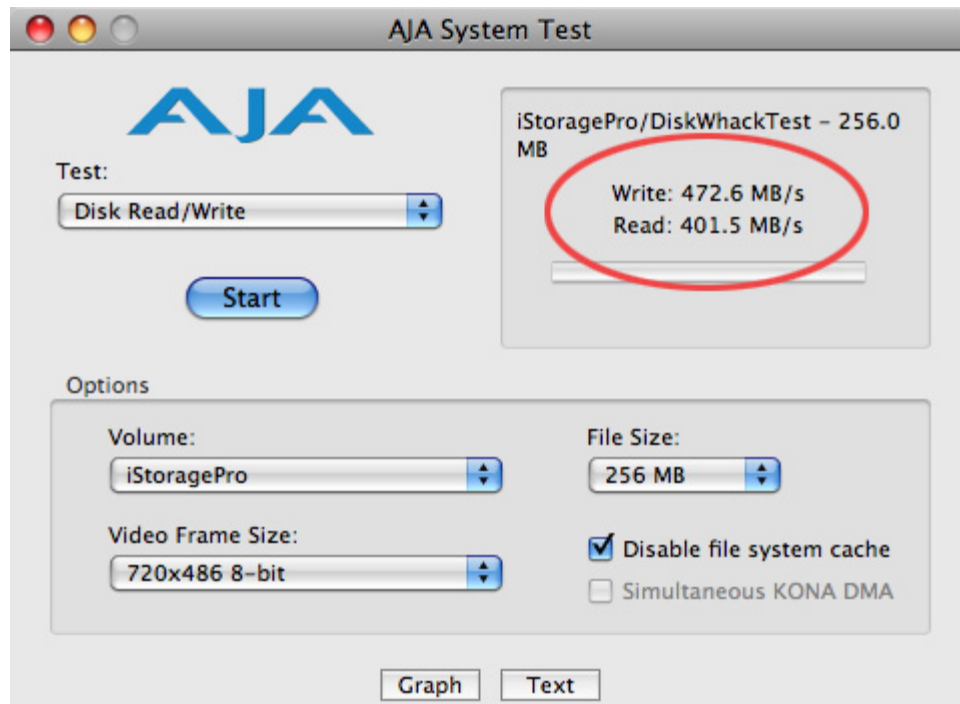 AJA System Test
AJA
iStoragePro/DiskWhackTest – 256.0
MB
Write: 472.6 MB/s
Read: 401.5 MB/s
Test:
Disk Read/Write
Start
Options
Volume:
iStoragePro
File Size:
256 MB
Video Frame Size:
720x486 8-bit
Disable file system cache
Simultaneous KONA DMA
Graph
Text